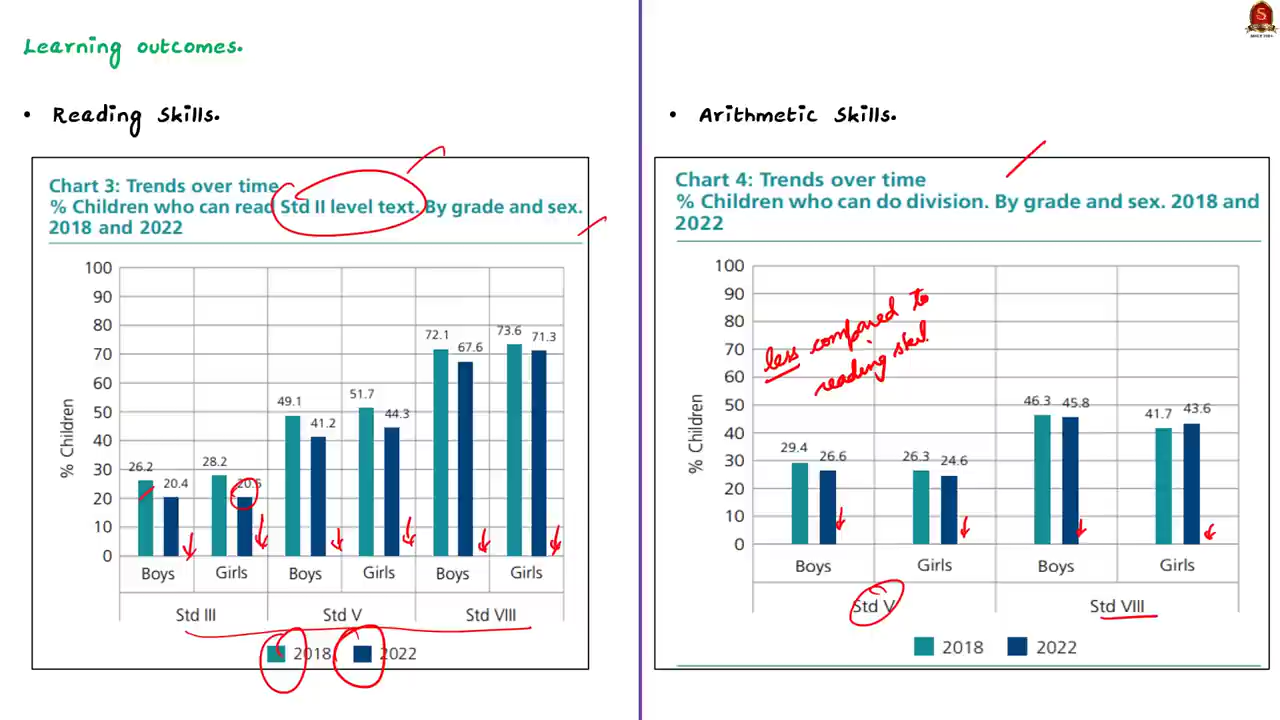 Learning outcomes.
• Reading Skills.
Chart 3: Trends over time
% Children who can read Std II level text. By grade and sex.
2018 and 2022
100
90
80
70
60
50
40
30
20
10
0
% Children
26.2
20.4
28.2
20.5
49.1
41.2
51.7
44.3
72.1
67.6
73.6
71.3
Boys Girls Boys Girls Boys Girls
Std III Std V Std VIII
2018 2022
• Arithmetic Skills.
Chart 4: Trends over time
% Children who can do division. By grade and sex. 2018 and
2022
100
90
80
70
60
50
40
30
20
10
0
% Children
less compared to
reading skil
29.4
26.6
26.3
24.6
46.3
45.8
41.7
43.6
Boys Girls Boys Girls
Std V Std VIII
2018 2022
S